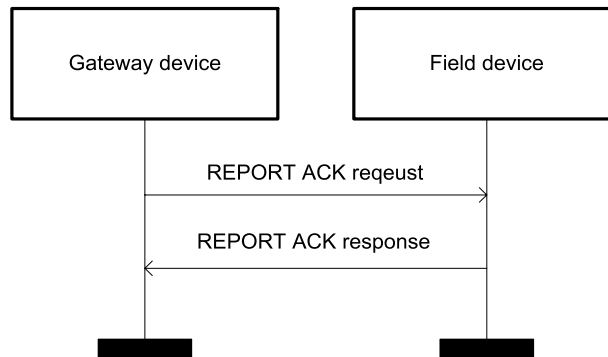 Gateway device
Field device
REPORT ACK reqeust
REPORT ACK response